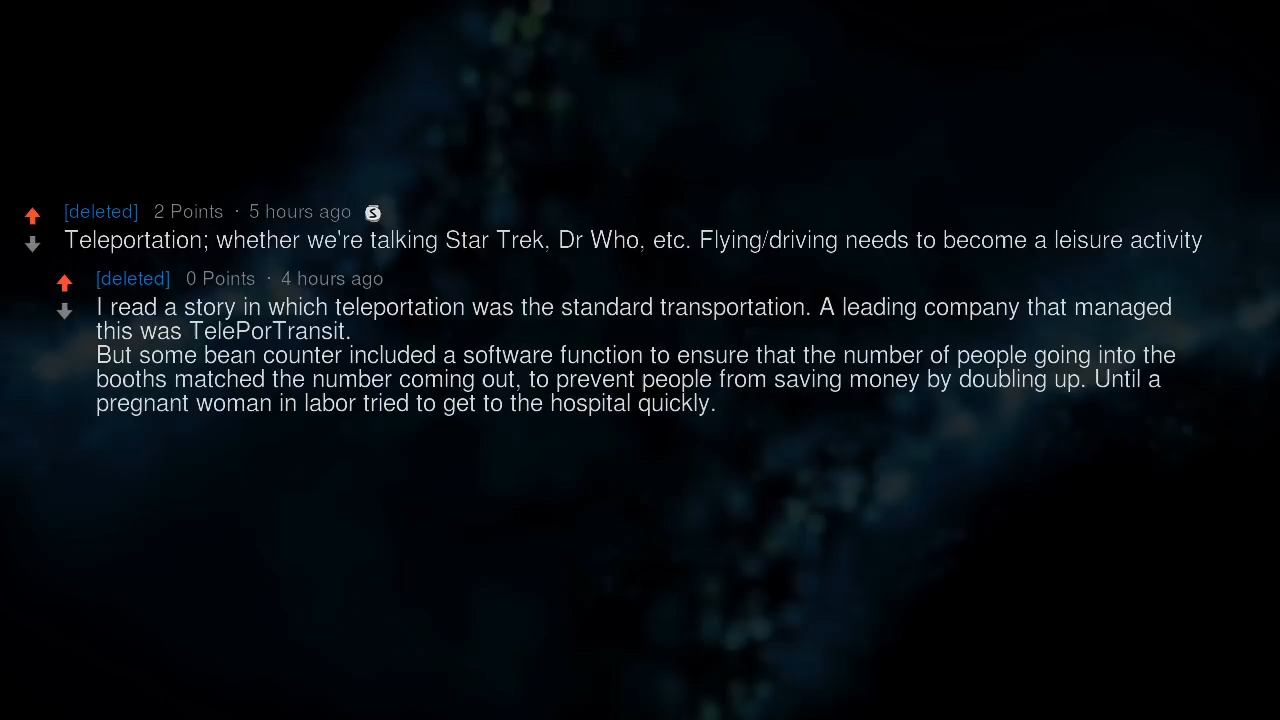 [deleted] 2 Points · 5 hours ago S
Teleportation; whether we're talking Star Trek, Dr Who, etc. Flying/driving needs to become a leisure activity
[deleted] 0 Points · 4 hours ago
I read a story in which teleportation was the standard transportation. A leading company that managed
this was TelePorTransit.
But some bean counter included a software function to ensure that the number of people going into the
booths matched the number coming out, to prevent people from saving money by doubling up. Until a
pregnant woman in labor tried to get to the hospital quickly.